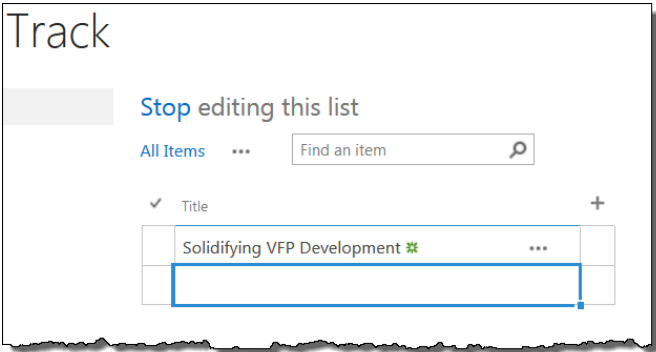 Track
Stop editing this list
All Items ••• Find an item
Title
Solidifying VFP Development •••